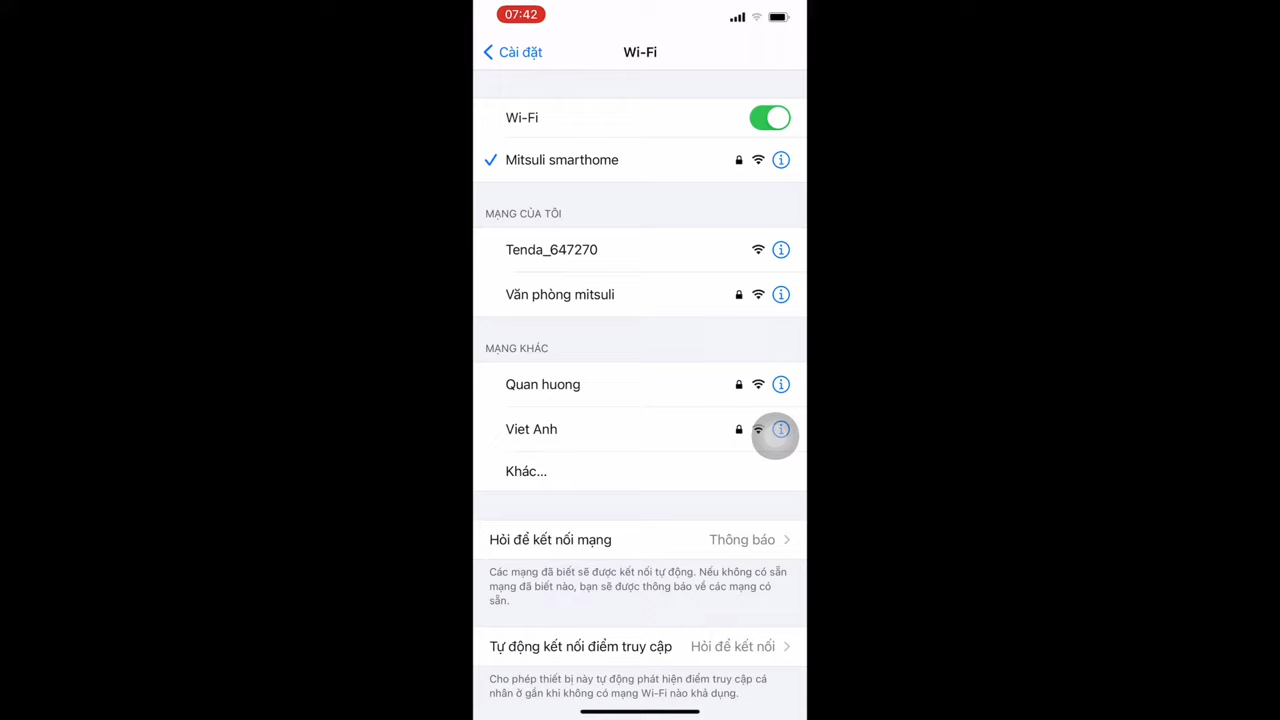 07:42
Cài đặt
Wi-Fi
Wi-Fi
Mitsuli smarthome
MẠNG CỦA TÔI
Tenda_647270
Văn phòng mitsuli
MẠNG KHÁC
Quan huong
Viet Anh
Khác...
Hỏi để kết nối mạng Thông báo
Các mạng đã biết sẽ được kết nối tự động. Nếu không có sẵn
mạng đã biết nào, bạn sẽ được thông báo về các mạng có
sẵn.
Tự động kết nối điểm truy cập Hỏi để kết nối
Cho phép thiết bị này tự động phát hiện điểm truy cập cá
nhân ở gần khi không có mạng Wi-Fi nào khả dụng.